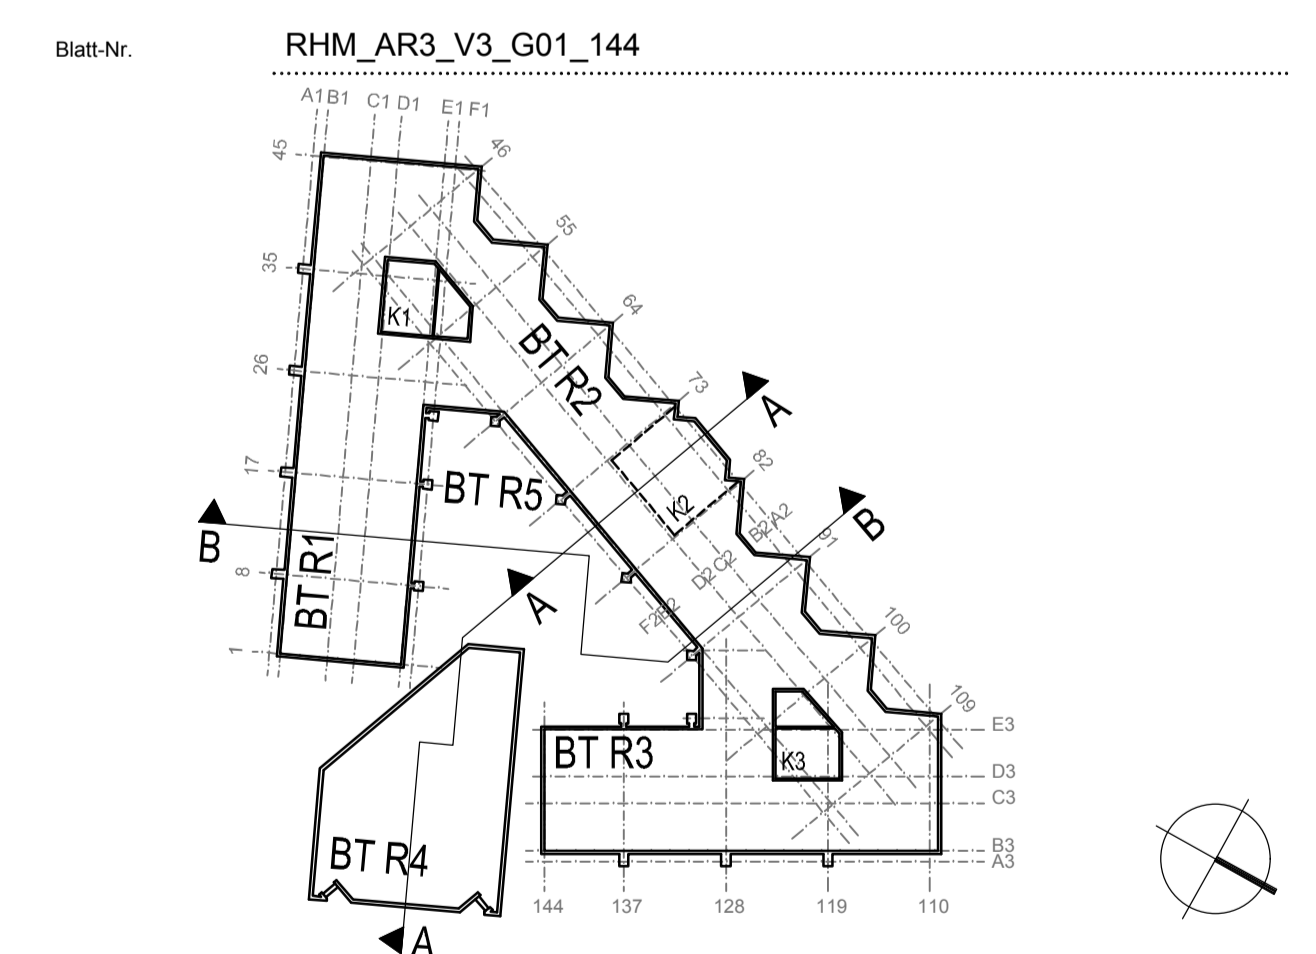 Blatt-Nr. RHM_AR3_V3_G01_144
A1 B1 C1 D1 E1 F1
45
46
55
35
K1
64
26
BT R2
73
A
17
BT R5
82
K2
B
B
B2 A2
91
8
BT R1
D2 C2
A
F2 E2
100
1
109
E3
BT R3
K3
D3
C3
BT R4
B3
A3
144 137 128 119 110
A